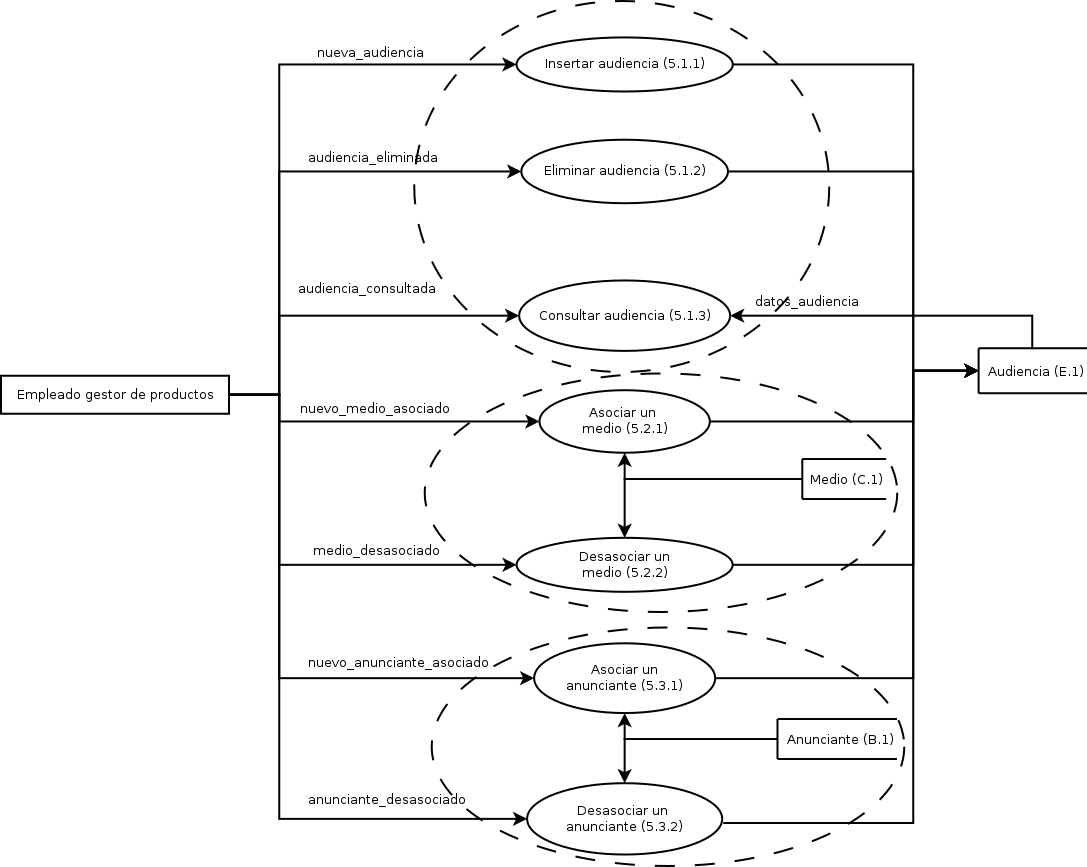 nueva_audiencia
Insertar audiencia (5.1.1)
audiencia_eliminada
Eliminar audiencia (5.1.2)
audiencia_consultada
Consultar audiencia (5.1.3)
datos_audiencia
Audiencia (E.1)
Empleado gestor de productos
nuevo_medio_asociado
Asociar un
medio (5.2.1)
Medio (C.1)
medio_desasociado
Desasociar un
medio (5.2.2)
nuevo_anunciante_asociado
Asociar un
anunciante (5.3.1)
Anunciante (B.1)
anunciante_desasociado
Desasociar un
anunciante (5.3.2)